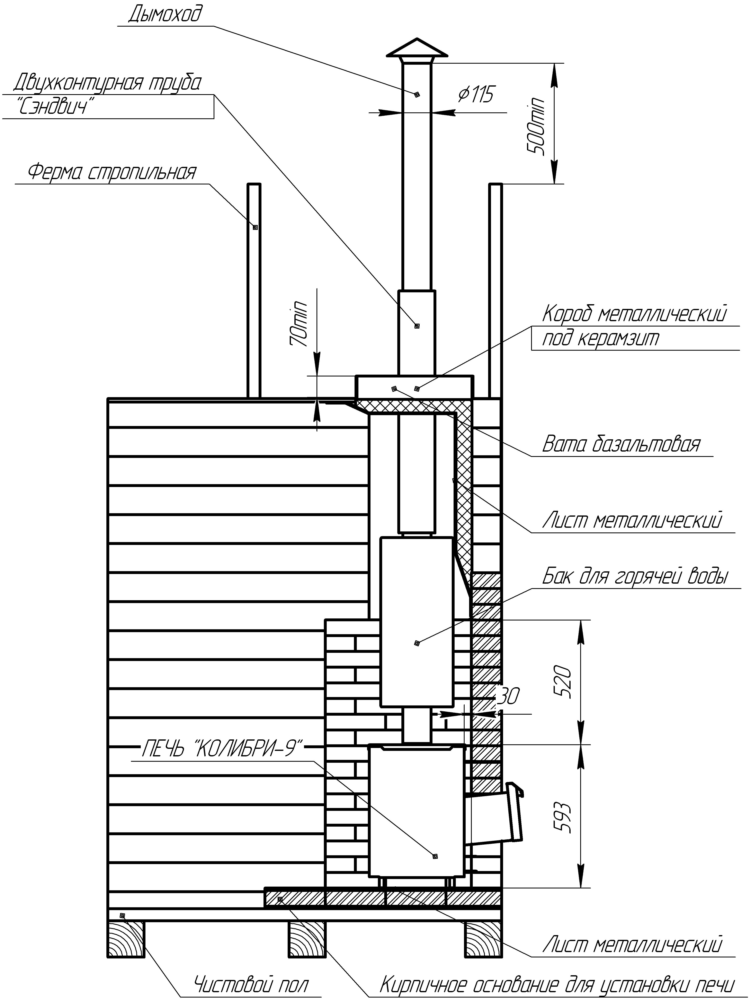 Дымоход
Двухконтурная труба
"Сэндвич"
⌀115
500min
Ферма стропильная
70min
Короб металлический
под керамзит
Вата базальтовая
Лист металлический
Бак для горячей воды
520
30
ПЕЧЬ "КОЛИБРИ-9"
593
Лист металлический
Чистовой пол
Кирпичное основание для установки печи